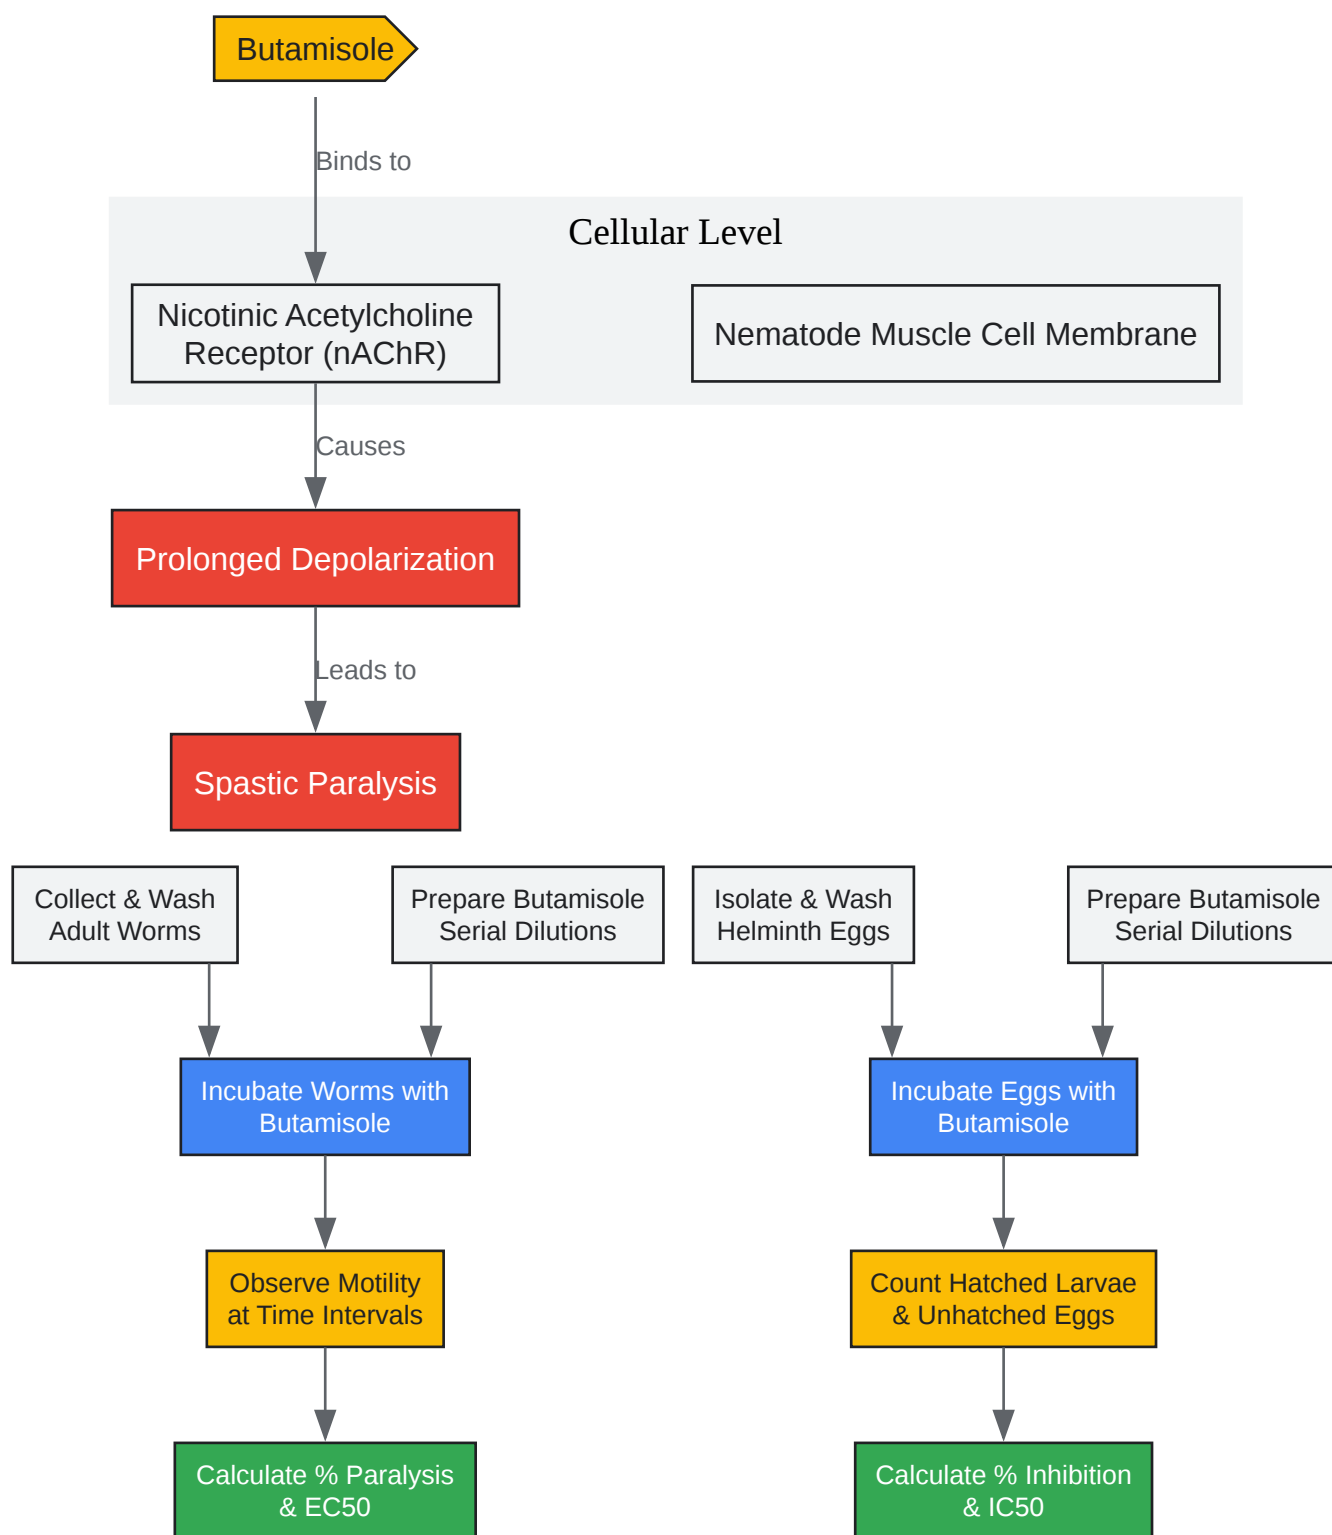 Butamisole
Binds to
Cellular Level
Nicotinic Acetylcholine
Receptor (nAChR)
Nematode Muscle Cell Membrane
Causes
Prolonged Depolarization
Leads to
Spastic Paralysis
Collect & Wash
Adult Worms
Prepare Butamisole
Serial Dilutions
Isolate & Wash
Helminth Eggs
Prepare Butamisole
Serial Dilutions
Incubate Worms with
Butamisole
Incubate Eggs with
Butamisole
Observe Motility
at Time Intervals
Count Hatched Larvae
& Unhatched Eggs
Calculate % Paralysis
& EC50
Calculate % Inhibition
& IC50